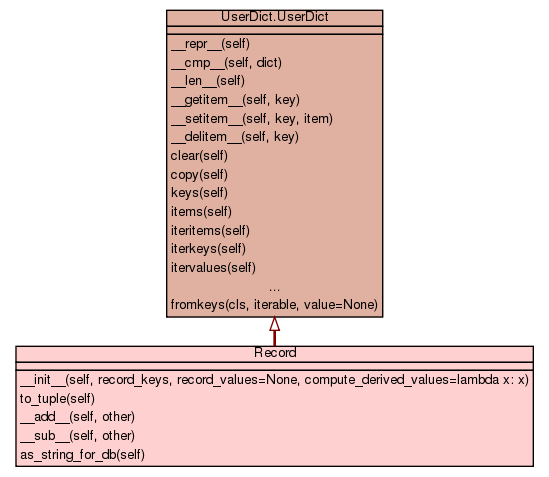 UserDict.UserDict
__repr__(self)
__cmp__(self, dict)
__len__(self)
__getitem__(self, key)
__setitem__(self, key, item)
__delitem__(self, key)
clear(self)
copy(self)
keys(self)
items(self)
iteritems(self)
iterkeys(self)
itervalues(self)
...
fromkeys(cls, iterable, value=None)
Record
__init__(self, record_keys, record_values=None, compute_derived_values=lambda x: x)
to_tuple(self)
__add__(self, other)
__sub__(self, other)
as_string_for_db(self)